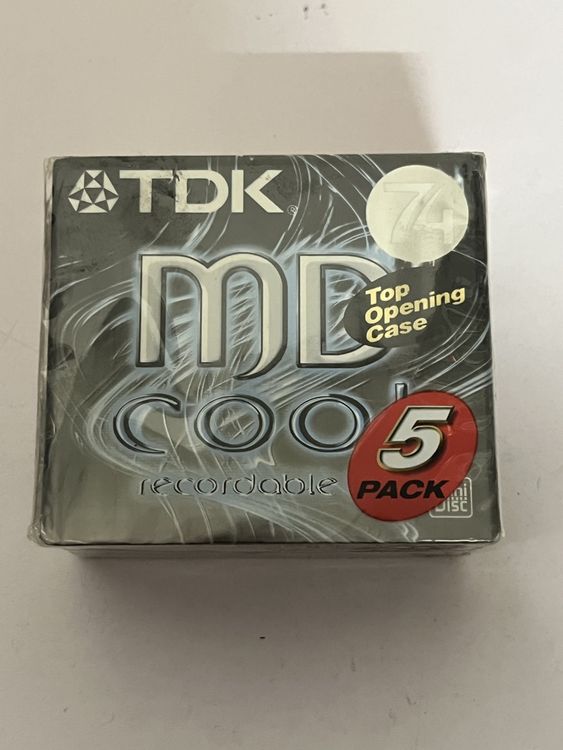 TDK®
74
MD
Top
Opening
Case
cool
recordable
5
PACK
Mini
Disc